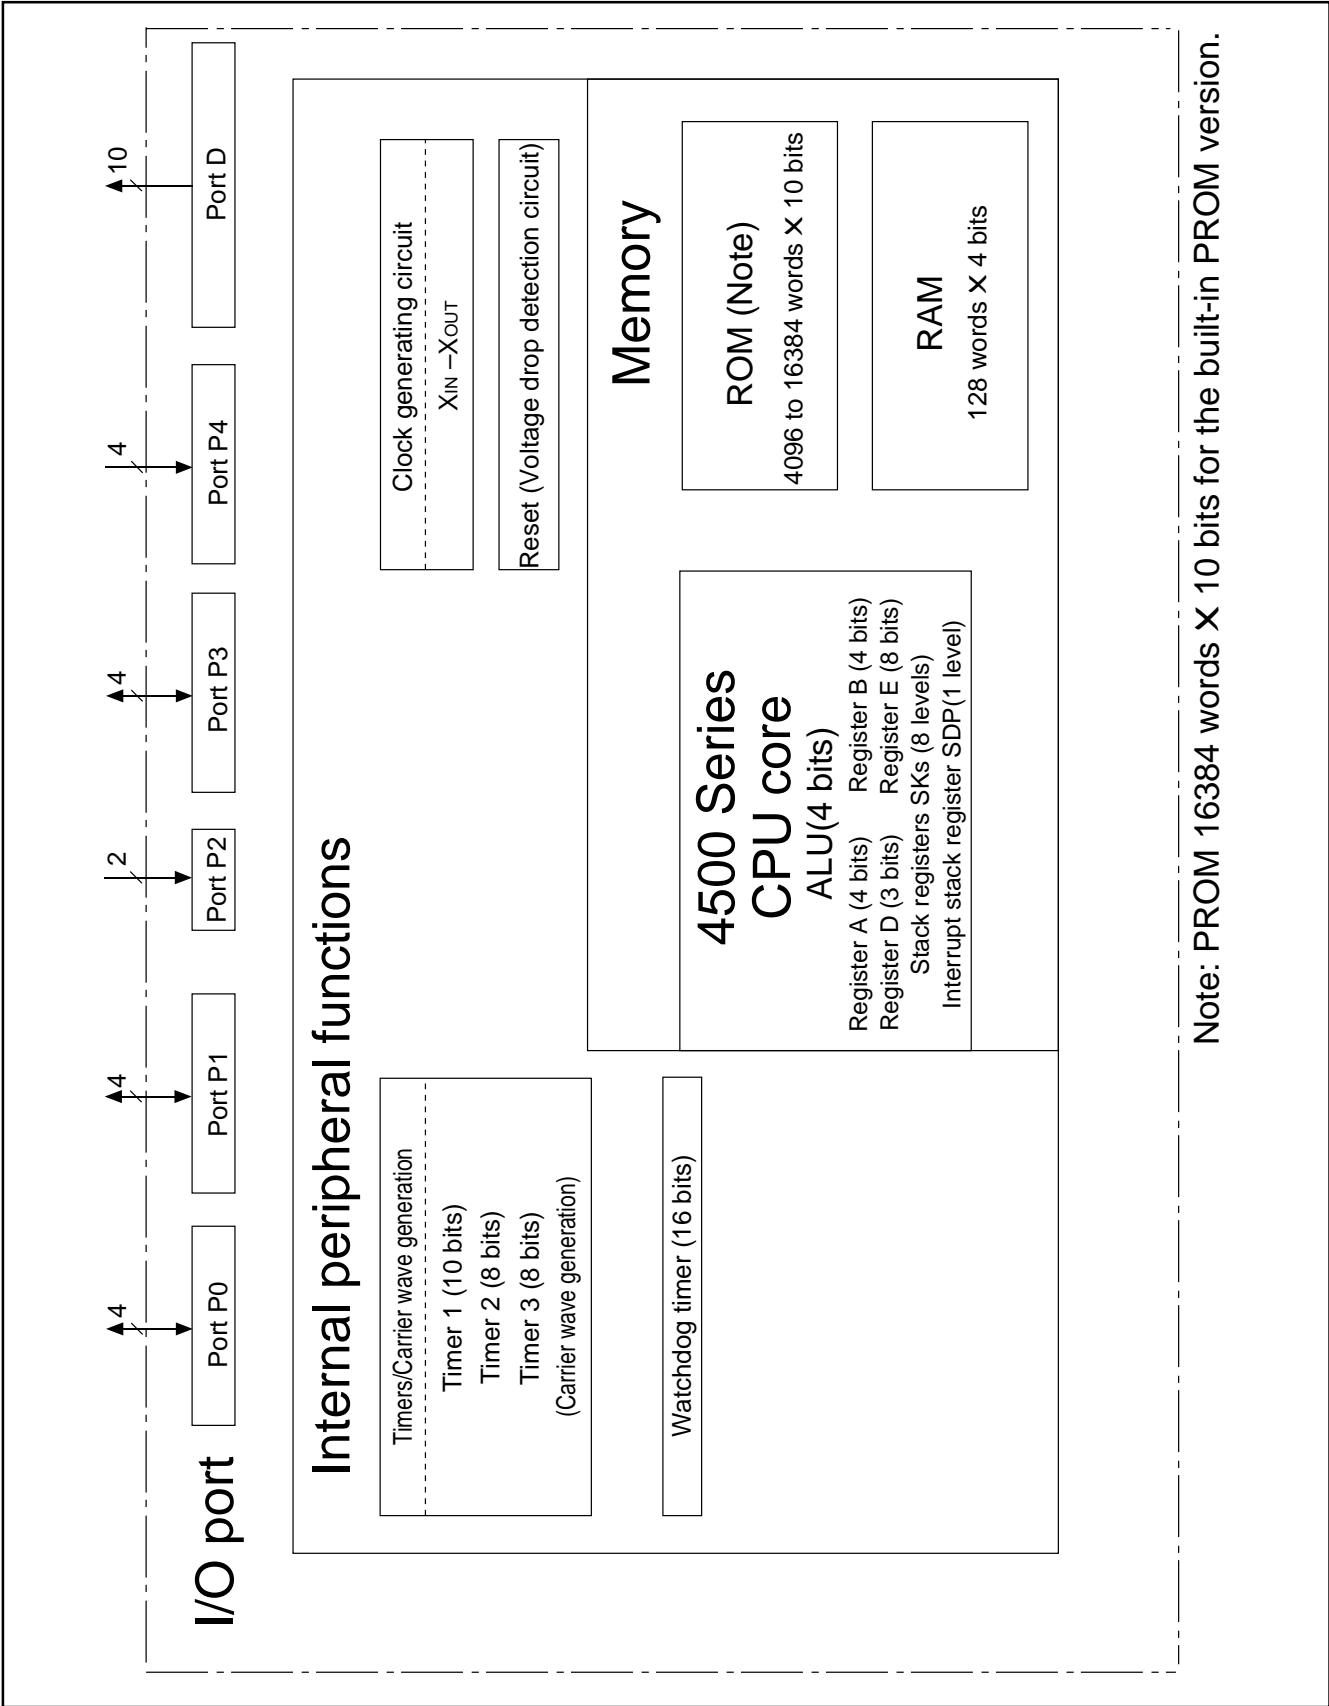 4
4
2
4
4
10
I/O port
Port P0
Port P1
Port P2
Port P3
Port P4
Port D
Internal peripheral functions
Timers/Carrier wave generation
Timer 1 (10 bits)
Timer 2 (8 bits)
Timer 3 (8 bits)
(Carrier wave generation)
Watchdog timer (16 bits)
Clock generating circuit
XIN –XOUT
Reset (Voltage drop detection circuit)
4500 Series
CPU core
ALU(4 bits)
Register A (4 bits) Register B (4 bits)
Register D (3 bits) Register E (8 bits)
Stack registers SKs (8 levels)
Interrupt stack register SDP(1 level)
Memory
ROM (Note)
4096 to 16384 words X 10 bits
RAM
128 words X 4 bits
Note: PROM 16384 words X 10 bits for the built-in PROM version.